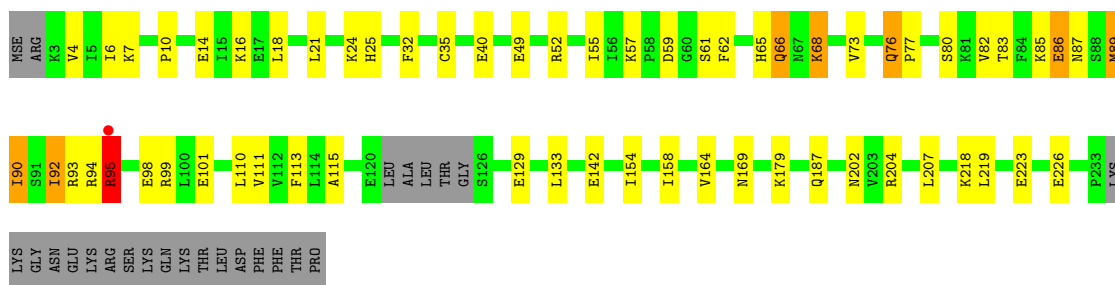 MSE ARG K3 V4 I5 I6 K7 P10 E14 I15 K16 E17 L18 L21 K24 H25 F32 C35 E40 E49 R52 I55 I56 K57 P58 D59 G60 S61 F62 H65 Q66 N67 K68 V73 Q76 P77 S80 K81 V82 T83 F84 K85 E86 N87 S88 M89
I90 S91 I92 R93 R94 R95 E98 R99 L100 E101 L110 V111 V112 F113 L114 A115 E120 LEU ALA LEU THR GLY S126 E129 L133 E142 I154 I158 V164 N169 K179 Q187 N202 V203 R204 L207 K218 L219 E223 E226 P233 LYS
LYS GLY ASN GLU LYS ARG SER LYS GLN LYS THR LEU ASP PHE PHE THR PRO